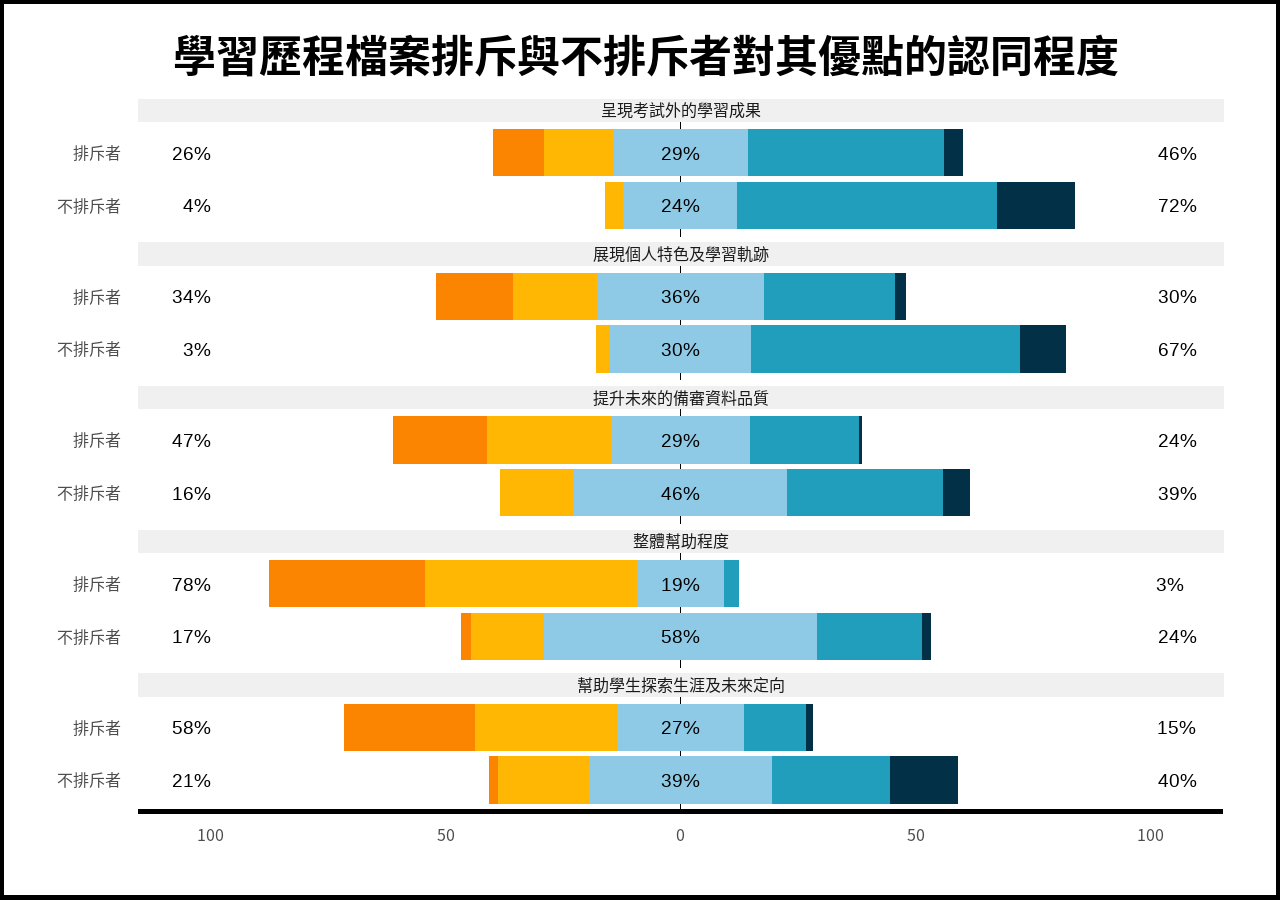 學習歷程檔案排斥與不排斥者對其優點的認同程度
呈現考試外的學習成果
排斥者 26% 29% 46%
不排斥者 4% 24% 72%
展現個人特色及學習軌跡
排斥者 34% 36% 30%
不排斥者 3% 30% 67%
提升未來的備審資料品質
排斥者 47% 29% 24%
不排斥者 16% 46% 39%
整體幫助程度
排斥者 78% 19% 3%
不排斥者 17% 58% 24%
幫助學生探索生涯及未來定向
排斥者 58% 27% 15%
不排斥者 21% 39% 40%
100 50 0 50 100